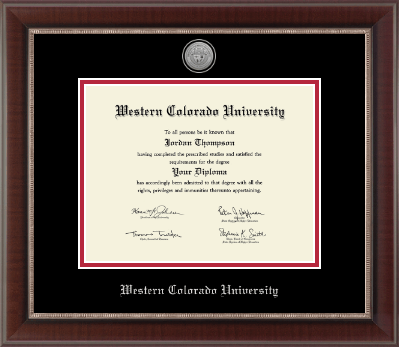 Western Colorado University
To all persons be it known that
Jordan Thompson
having completed the prescribed studies and satisfied the
requirements for the degree
Your Diploma
has accordingly been admitted to that degree with all the
rights, privileges and immunities thereunto appertaining.
Western Colorado University